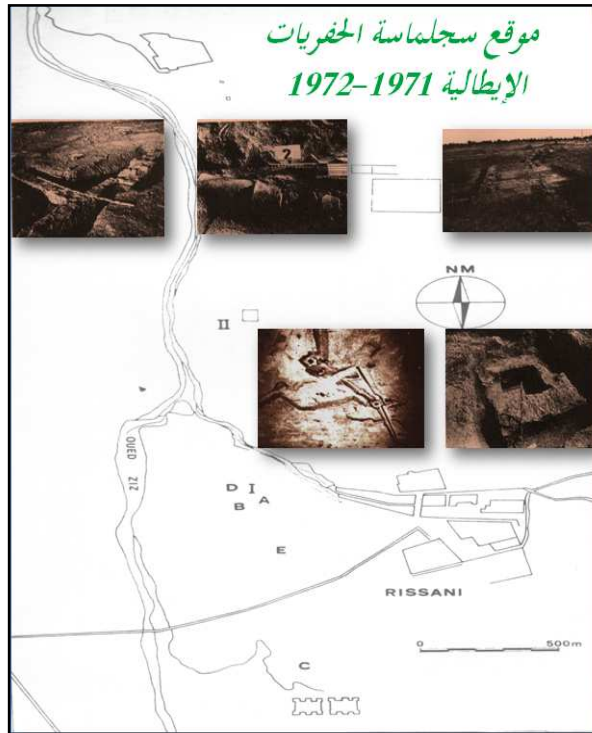 موقع سجلماسة الحفريات
الإيطالية 1971-1972
?
NM
II
OUED ZIZ
D I A
B
E
RISSANI
0 500m
C